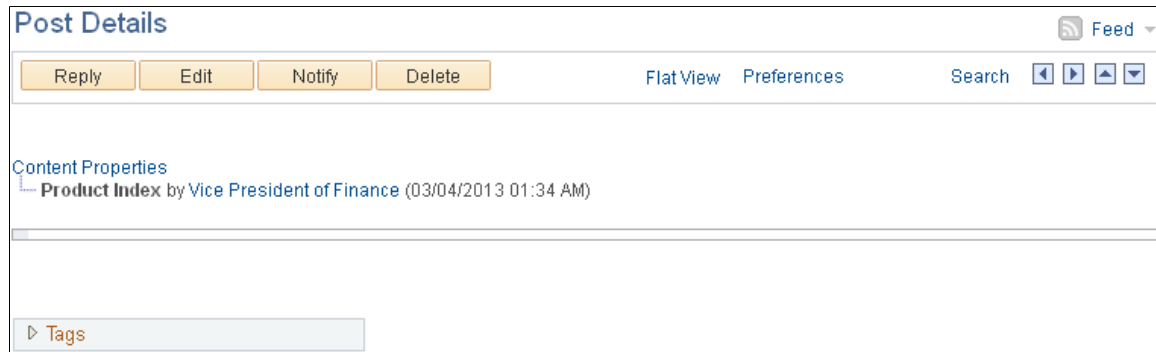 Post Details
Feed
Reply Edit Notify Delete Flat View Preferences Search
Content Properties
Product Index by Vice President of Finance (03/04/2013 01:34 AM)
Tags